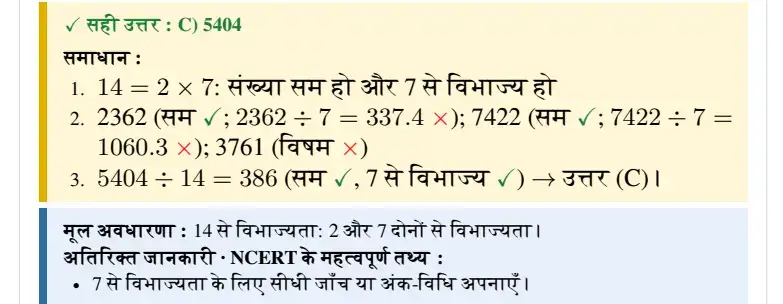 ✓ सही उत्तर : C) 5404
समाधान :
1. 14 = 2 × 7: संख्या सम हो और 7 से विभाज्य हो
2. 2362 (सम ✓; 2362 ÷ 7 = 337.4 ×); 7422 (सम ✓; 7422 ÷ 7 =
1060.3 ×); 3761 (विषम ×)
3. 5404 ÷ 14 = 386 (सम ✓, 7 से विभाज्य ✓) → उत्तर (C)।
मूल अवधारणा : 14 से विभाज्यता: 2 और 7 दोनों से विभाज्यता।
अतिरिक्त जानकारी · NCERT के महत्वपूर्ण तथ्य :
• 7 से विभाज्यता के लिए सीधी जाँच या अंक-विधि अपनाएँ।